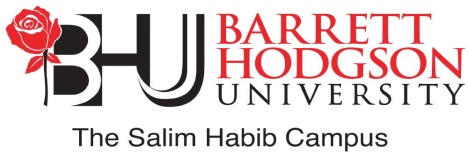 BHU
BARRETT
HODGSON
UNIVERSITY
The Salim Habib Campus